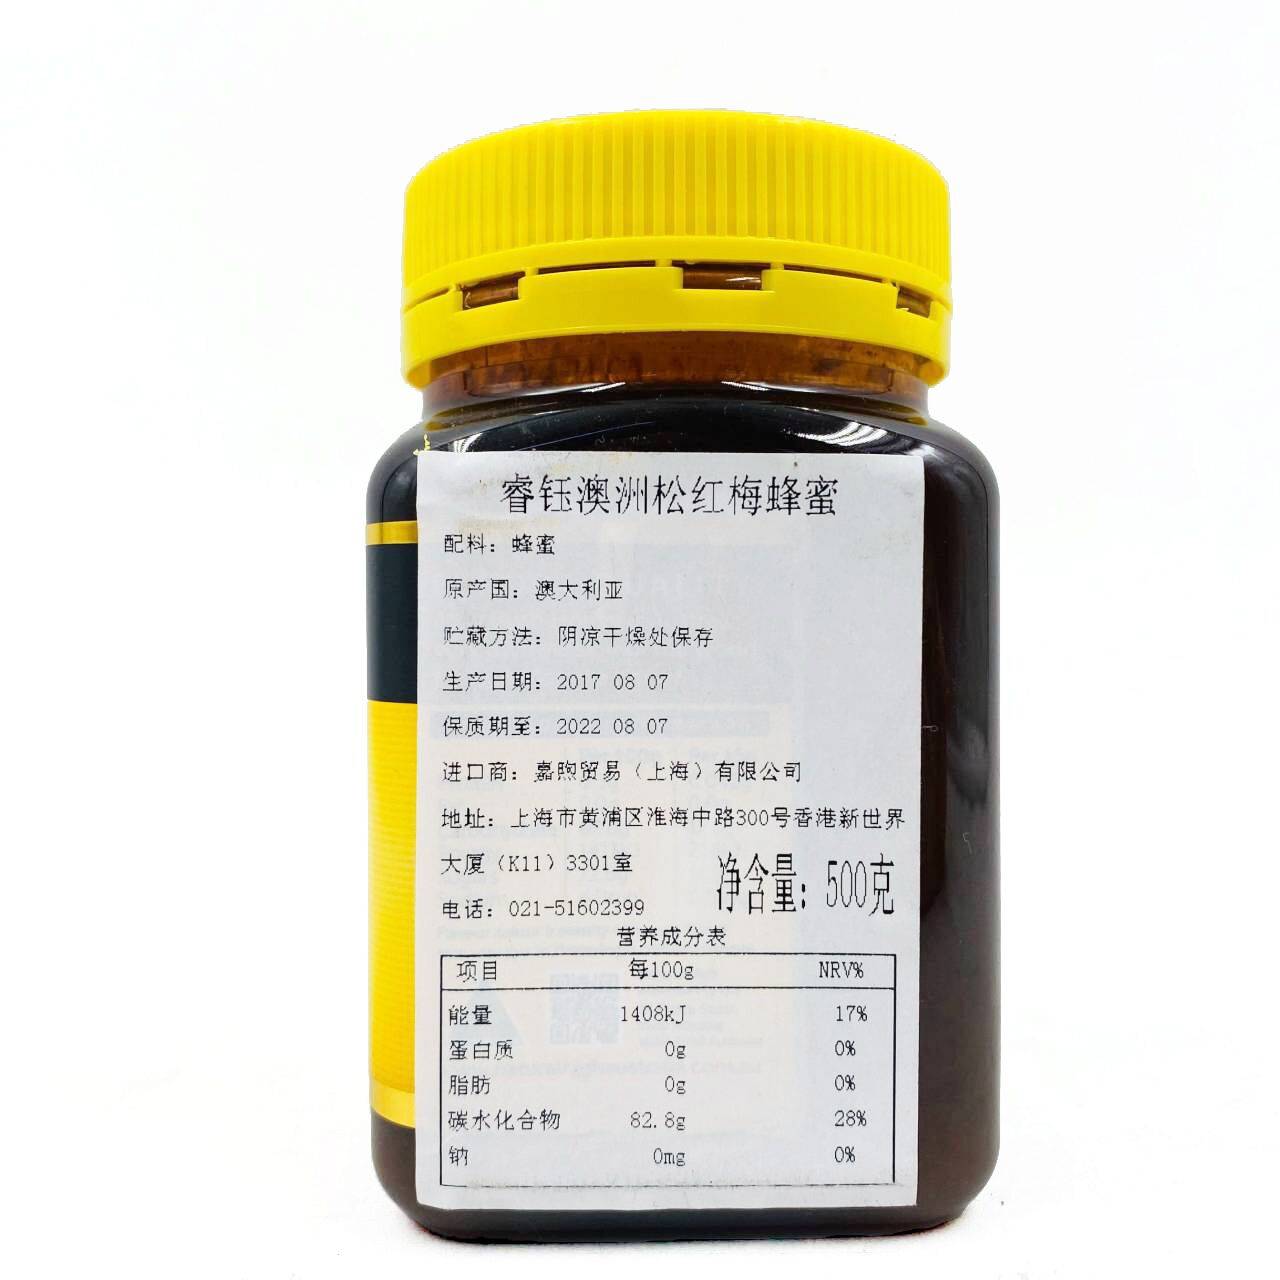 睿钰澳洲松红梅蜂蜜
配料：蜂蜜
原产国：澳大利亚
贮藏方法：阴凉干燥处保存
生产日期：2017 08 07
保质期至：2022 08 07
进口商：嘉煦贸易（上海）有限公司
地址：上海市黄浦区淮海中路300号香港新世界
大厦（K11）3301室
净含量：500克
电话：021-51602399
营养成分表
项目 每100g NRV%
能量 1408kJ 17%
蛋白质 0g 0%
脂肪 0g 0%
碳水化合物 82.8g 28%
钠 0mg 0%